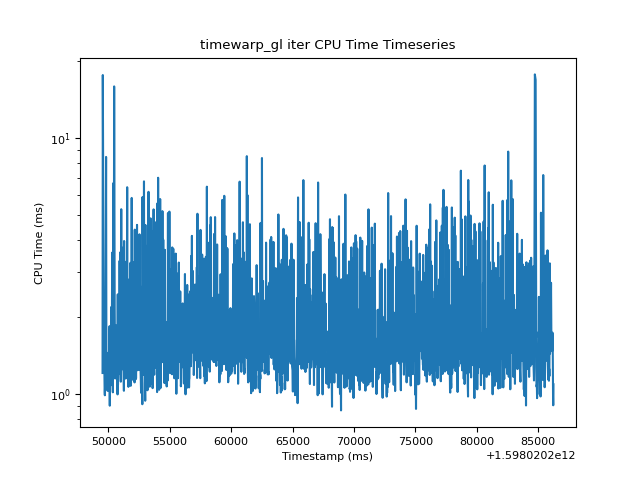 timewarp_gl iter CPU Time Timeseries
CPU Time (ms)
10¹
10⁰
50000 55000 60000 65000 70000 75000 80000 85000
Timestamp (ms)
+1.5980202e12